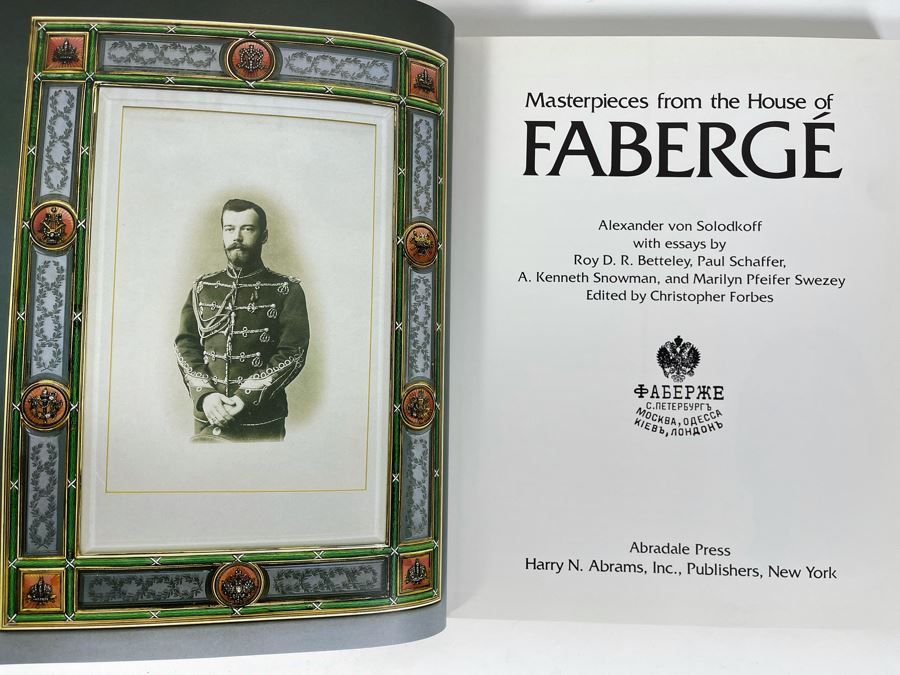 Masterpieces from the House of
FABERGÉ
Alexander von Solodkoff
with essays by
Roy D. R. Betteley, Paul Schaffer,
A. Kenneth Snowman, and Marilyn Pfeifer Swezey
Edited by Christopher Forbes
ФАБЕРЖЕ
С.ПЕТЕРБУРГЪ
МОСКВА, ОДЕССА
КІЕВЪ, ЛОНДОНЪ
Abradale Press
Harry N. Abrams, Inc., Publishers, New York